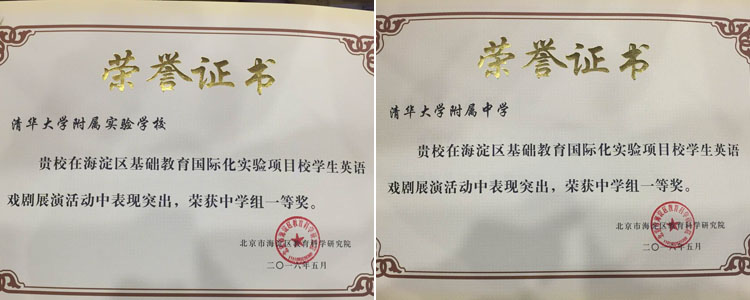 荣誉证书
清华大学附属实验学校
贵校在海淀区基础教育国际化实验项目校学生英语
戏剧展演活动中表现突出，荣获中学组一等奖。
北京市海淀区教育科学研究院
二〇一六年五月
荣誉证书
清华大学附属中学
贵校在海淀区基础教育国际化实验项目校学生英语
戏剧展演活动中表现突出，荣获中学组一等奖。
北京市海淀区教育科学研究院
二〇一六年五月